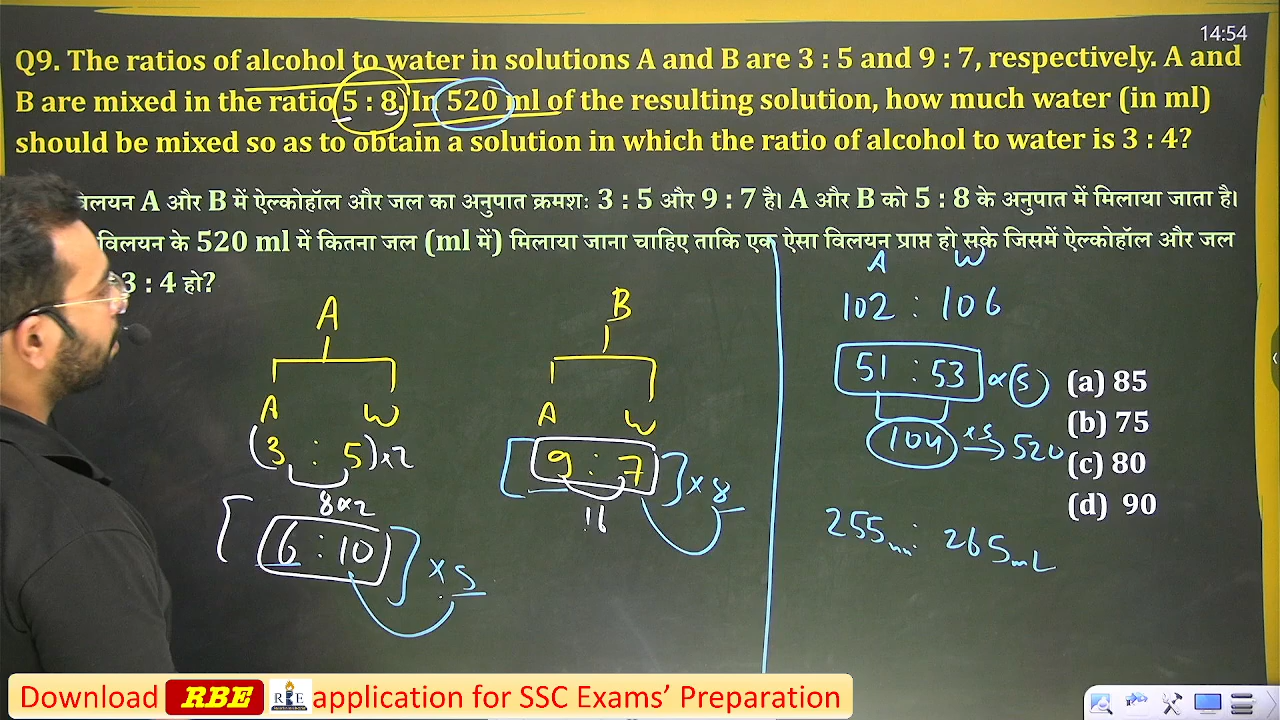 14:54
Q9. The ratios of alcohol to water in solutions A and B are 3 : 5 and 9 : 7, respectively. A and
B are mixed in the ratio 5 : 8. In 520 ml of the resulting solution, how much water (in ml)
should be mixed so as to obtain a solution in which the ratio of alcohol to water is 3 : 4?
विलयन A और B में ऐल्कोहॉल और जल का अनुपात क्रमशः 3 : 5 और 9 : 7 है। A और B को 5 : 8 के अनुपात में मिलाया जाता है।
विलयन के 520 ml में कितना जल (ml में) मिलाया जाना चाहिए ताकि एक ऐसा विलयन प्राप्त हो सके जिसमें ऐल्कोहॉल और जल
3 : 4 हो?
A
A W
(3 : 5) × 2
8 × 2
[6 : 10] × 5
B
A W
[9 : 7] × 8
16
A W
102 : 106
51 : 53 × 5
104 ×5 → 520
255 : 265 mL
(a) 85
(b) 75
(c) 80
(d) 90
Download RBE RBE application for SSC Exams' Preparation